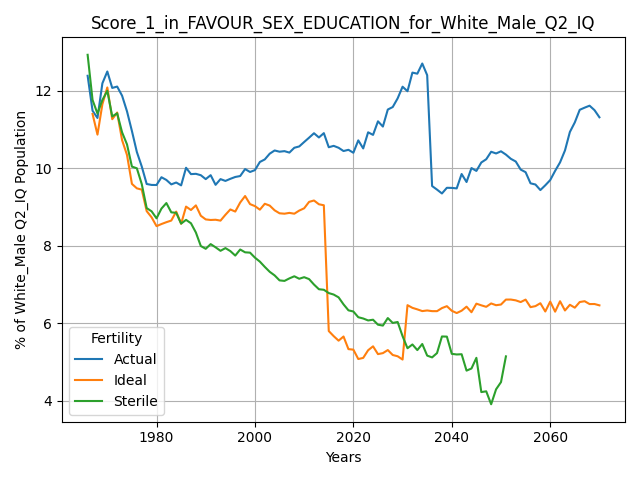 Score_1_in_FAVOUR_SEX_EDUCATION_for_White_Male_Q2_IQ
% of White_Male Q2_IQ Population
12
10
8
6
4
Fertility
Actual
Ideal
Sterile
1980 2000 2020 2040 2060
Years